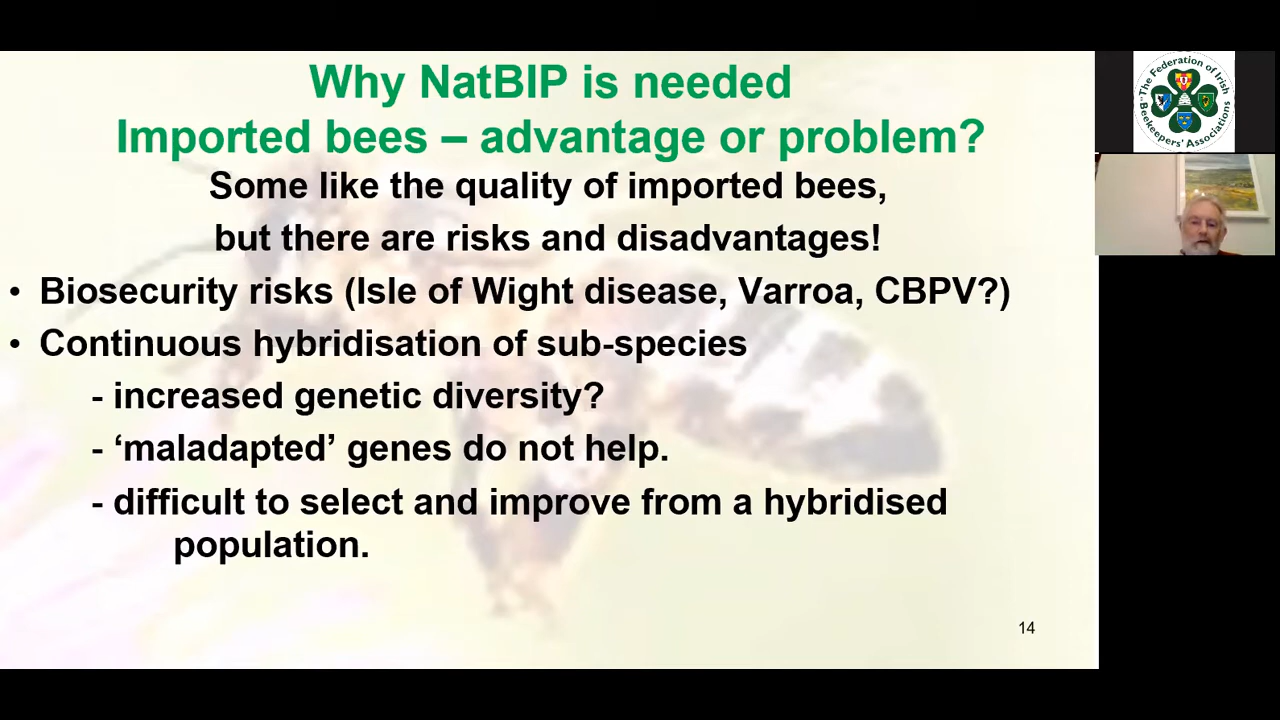 Why NatBIP is needed
Imported bees – advantage or problem?
Some like the quality of imported bees,
but there are risks and disadvantages!
• Biosecurity risks (Isle of Wight disease, Varroa, CBPV?)
• Continuous hybridisation of sub-species
- increased genetic diversity?
- ‘maladapted’ genes do not help.
- difficult to select and improve from a hybridised
population.
14
The Federation of Irish
Beekeepers' Associations